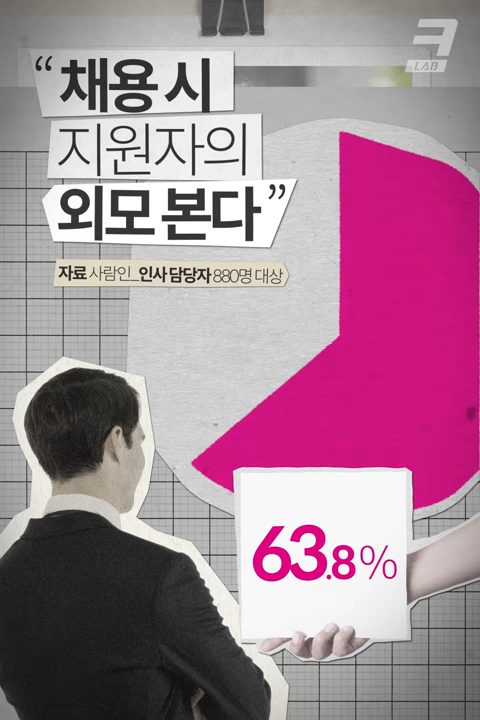 ㅋ
LAB
“채용 시
지원자의
외모 본다”
자료 사람인_인사 담당자 880명 대상
63.8%